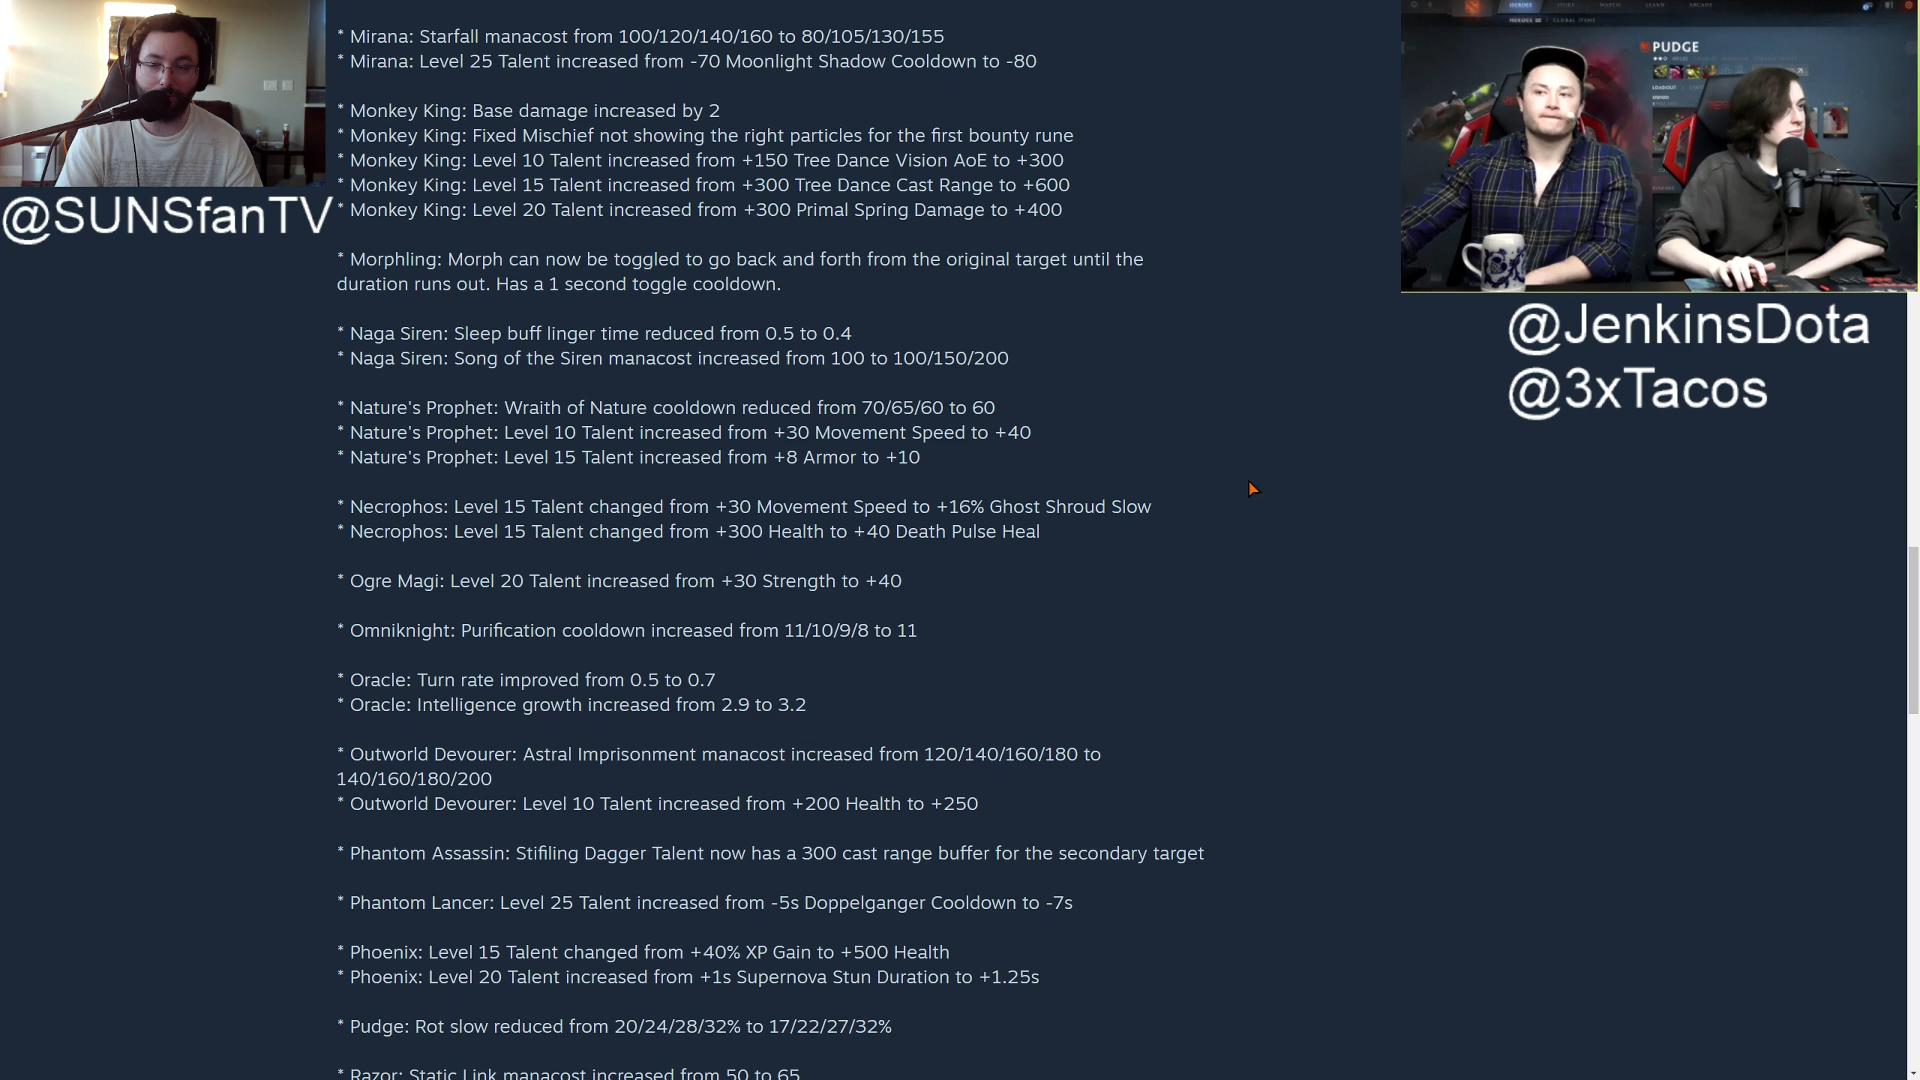 * Mirana: Starfall manacost from 100/120/140/160 to 80/105/130/155
* Mirana: Level 25 Talent increased from -70 Moonlight Shadow Cooldown to -80
* Monkey King: Base damage increased by 2
* Monkey King: Fixed Mischief not showing the right particles for the first bounty rune
* Monkey King: Level 10 Talent increased from +150 Tree Dance Vision AoE to +300
* Monkey King: Level 15 Talent increased from +300 Tree Dance Cast Range to +600
* Monkey King: Level 20 Talent increased from +300 Primal Spring Damage to +400
* Morphling: Morph can now be toggled to go back and forth from the original target until the
duration runs out. Has a 1 second toggle cooldown.
* Naga Siren: Sleep buff linger time reduced from 0.5 to 0.4
* Naga Siren: Song of the Siren manacost increased from 100 to 100/150/200
* Nature's Prophet: Wraith of Nature cooldown reduced from 70/65/60 to 60
* Nature's Prophet: Level 10 Talent increased from +30 Movement Speed to +40
* Nature's Prophet: Level 15 Talent increased from +8 Armor to +10
* Necrophos: Level 15 Talent changed from +30 Movement Speed to +16% Ghost Shroud Slow
* Necrophos: Level 15 Talent changed from +300 Health to +40 Death Pulse Heal
* Ogre Magi: Level 20 Talent increased from +30 Strength to +40
* Omniknight: Purification cooldown increased from 11/10/9/8 to 11
* Oracle: Turn rate improved from 0.5 to 0.7
* Oracle: Intelligence growth increased from 2.9 to 3.2
* Outworld Devourer: Astral Imprisonment manacost increased from 120/140/160/180 to
140/160/180/200
* Outworld Devourer: Level 10 Talent increased from +200 Health to +250
* Phantom Assassin: Stifiling Dagger Talent now has a 300 cast range buffer for the secondary target
* Phantom Lancer: Level 25 Talent increased from -5s Doppelganger Cooldown to -7s
* Phoenix: Level 15 Talent changed from +40% XP Gain to +500 Health
* Phoenix: Level 20 Talent increased from +1s Supernova Stun Duration to +1.25s
* Pudge: Rot slow reduced from 20/24/28/32% to 17/22/27/32%
* Razor: Static Link manacost increased from 50 to 65
@SUNSfanTV
HEROES STORE WATCH LEARN ARCADE
HEROES GLOBAL ITEMS
PUDGE
LOADOUT
@JenkinsDota
@3xTacos